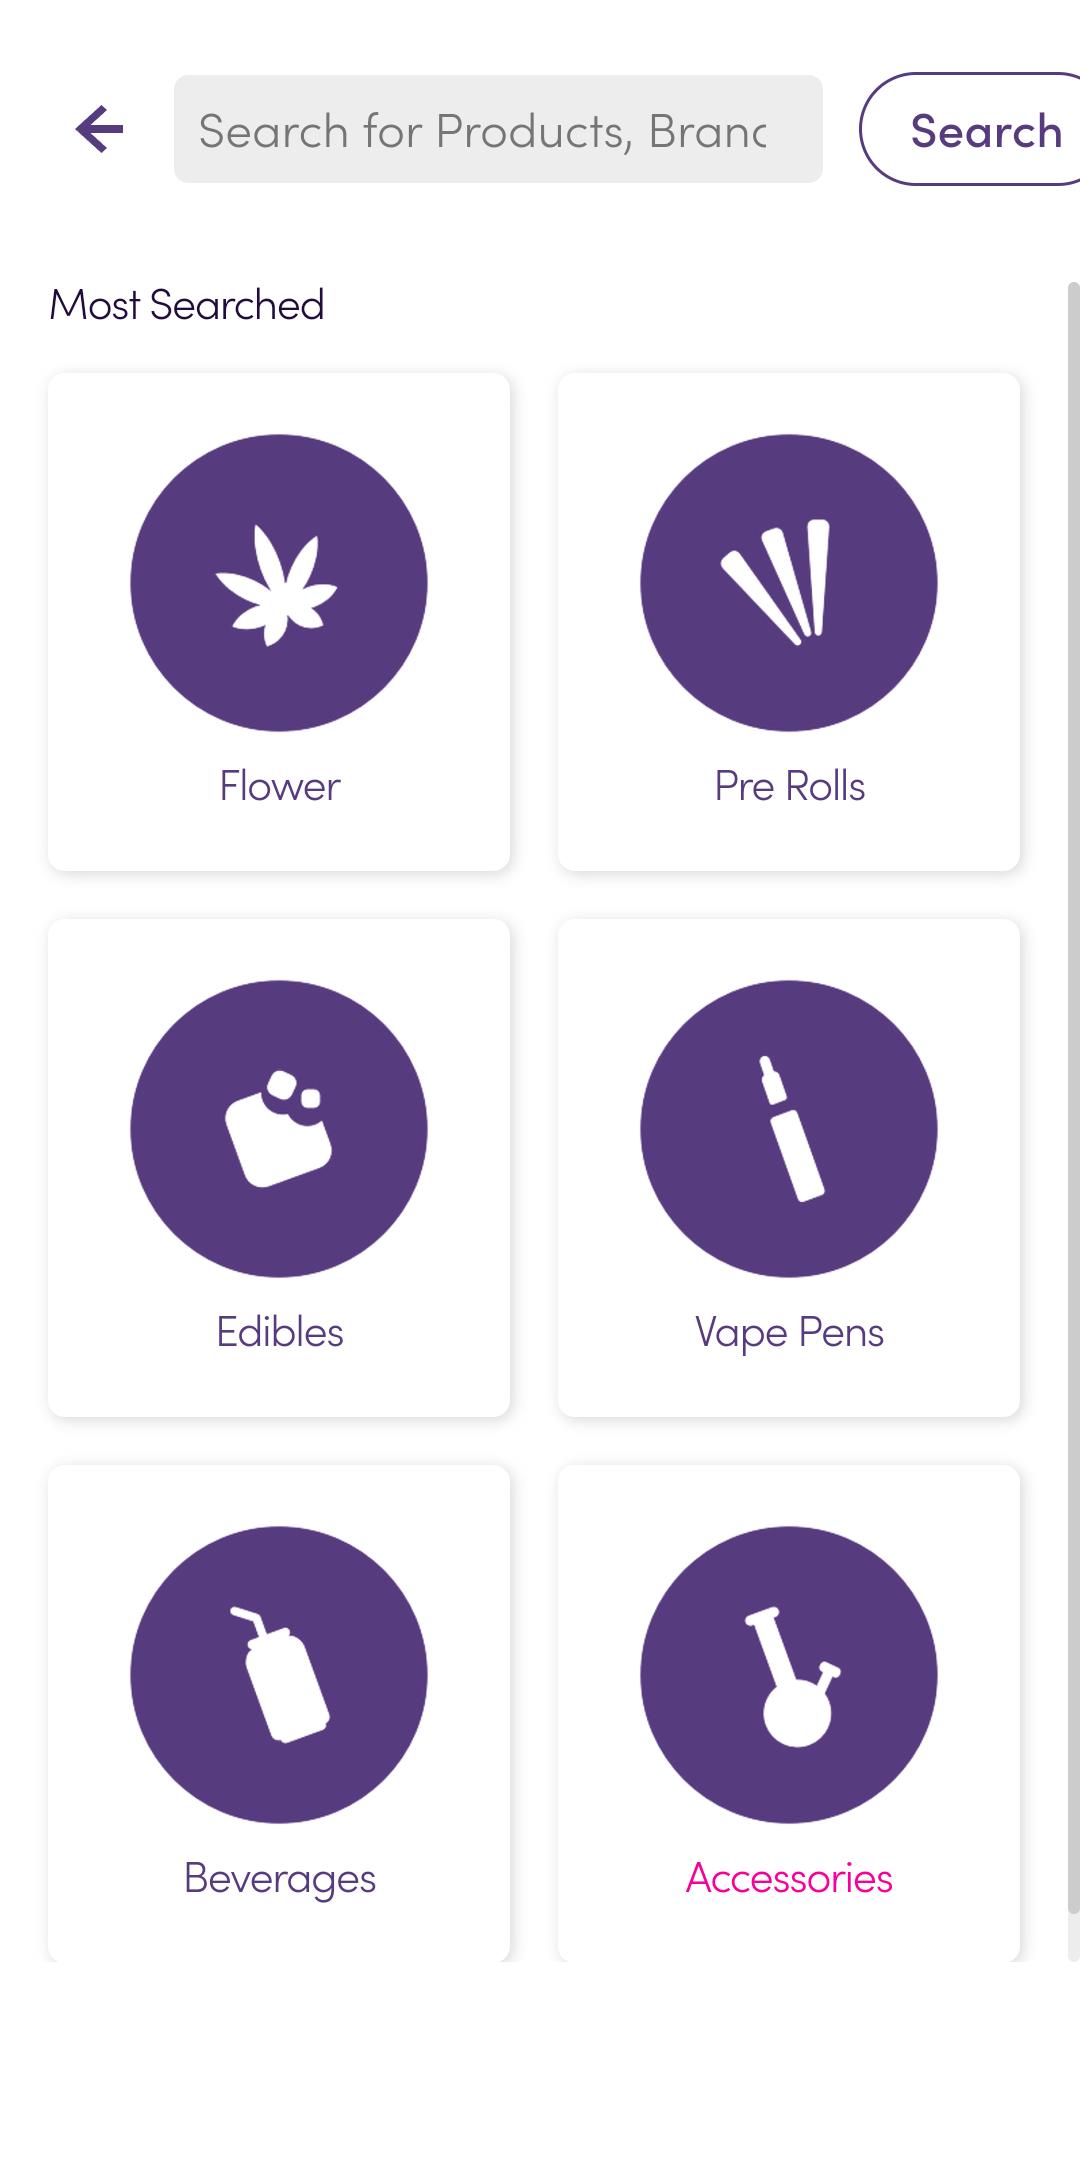 Search for Products, Branc
Search
Most Searched
Flower
Pre Rolls
Edibles
Vape Pens
Beverages
Accessories